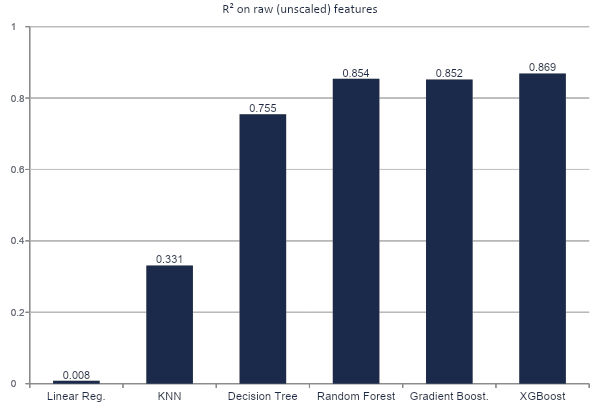 R² on raw (unscaled) features
1
0.8
0.6
0.4
0.2
0
0.008
0.331
0.755
0.854
0.852
0.869
Linear Reg.
KNN
Decision Tree
Random Forest
Gradient Boost.
XGBoost